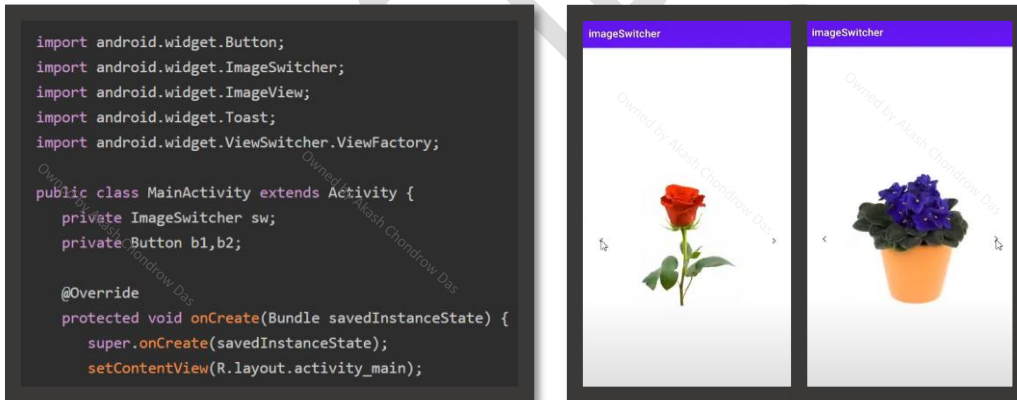 import android.widget.Button;
import android.widget.ImageSwitcher;
import android.widget.ImageView;
import android.widget.Toast;
import android.widget.ViewSwitcher.ViewFactory;
public class MainActivity extends Activity {
private ImageSwitcher sw;
private Button b1,b2;
@Override
protected void onCreate(Bundle savedInstanceState) {
super.onCreate(savedInstanceState);
setContentView(R.layout.activity_main);
Owned by Akash Chondrow Das
Owned by Akash Chondrow Das
imageSwitcher
Owned by Akash Chondrow Das
‹
›
imageSwitcher
Owned by Akash Chondrow Das
‹